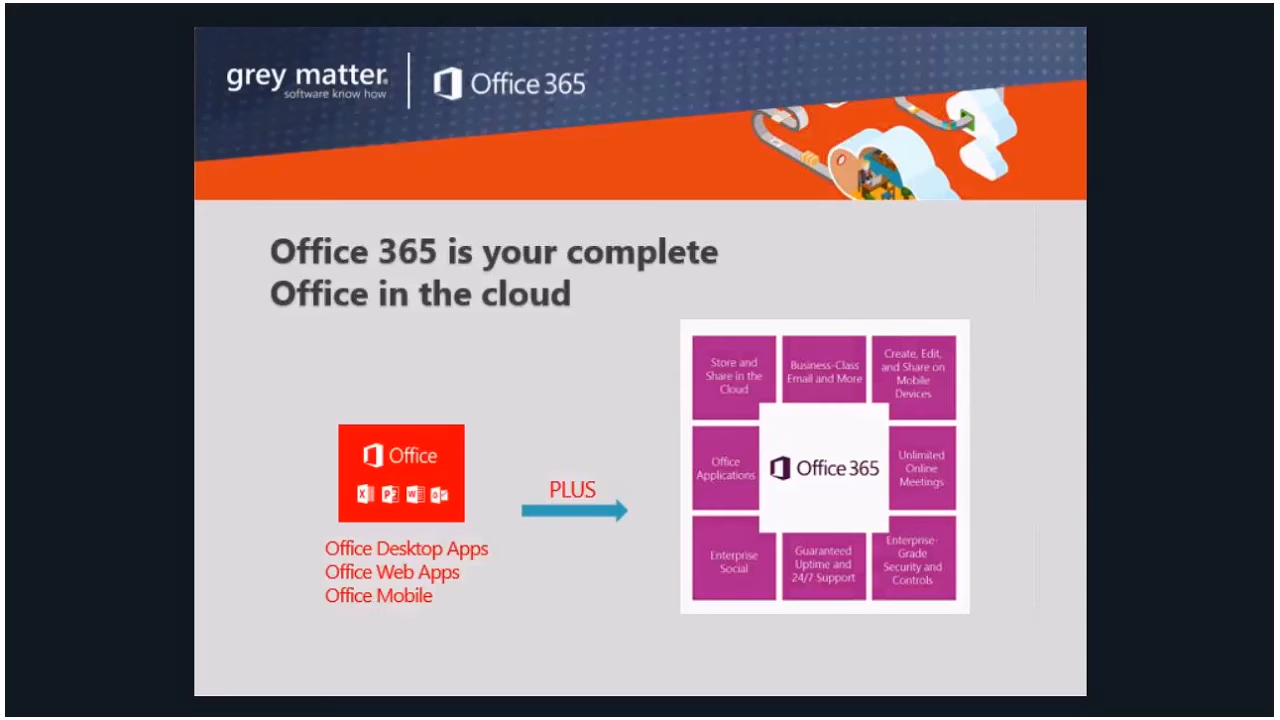 grey matter.
software know how
Office 365
Office 365 is your complete
Office in the cloud
Office
Office Desktop Apps
Office Web Apps
Office Mobile
PLUS
Store and
Share in the
Cloud
Business-Class
Email and More
Create, Edit,
and Share on
Mobile
Devices
Office
Applications
Office 365
Unlimited
Online
Meetings
Enterprise
Social
Guaranteed
Uptime and
24/7 Support
Enterprise-
Grade
Security and
Controls